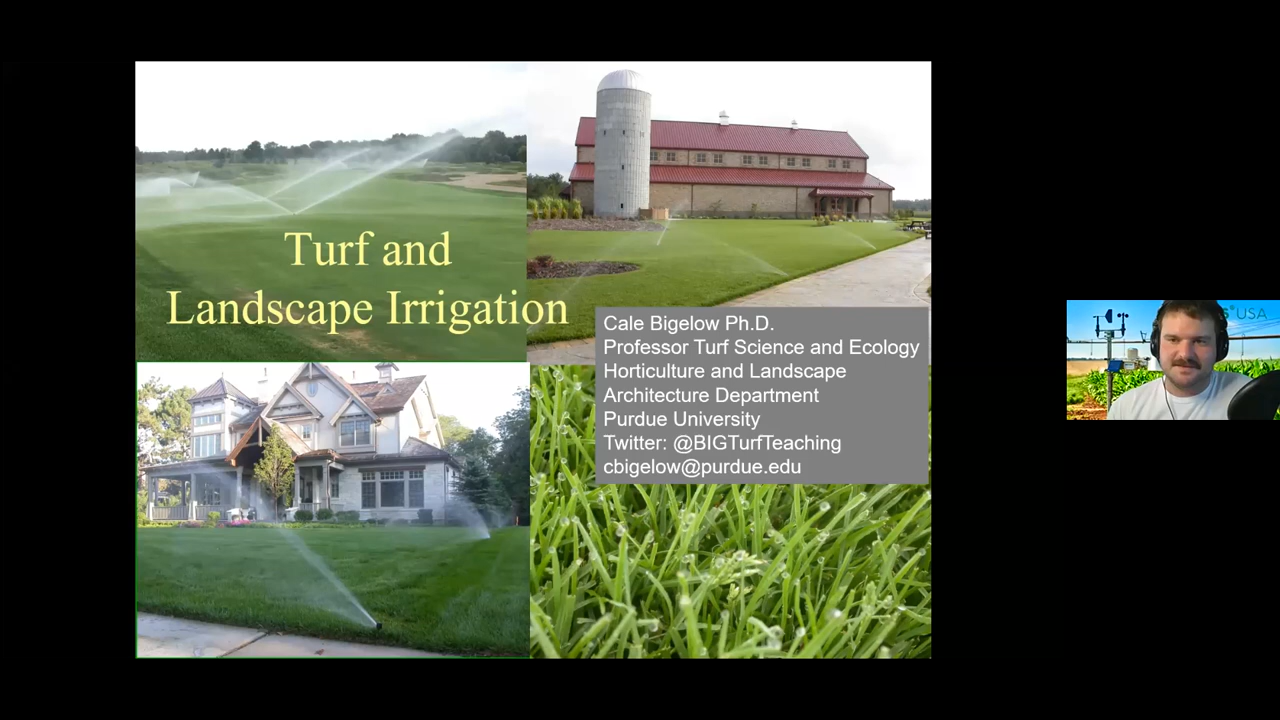 Turf and
Landscape Irrigation
Cale Bigelow Ph.D.
Professor Turf Science and Ecology
Horticulture and Landscape
Architecture Department
Purdue University
Twitter: @BIGTurfTeaching
cbigelow@purdue.edu
USA